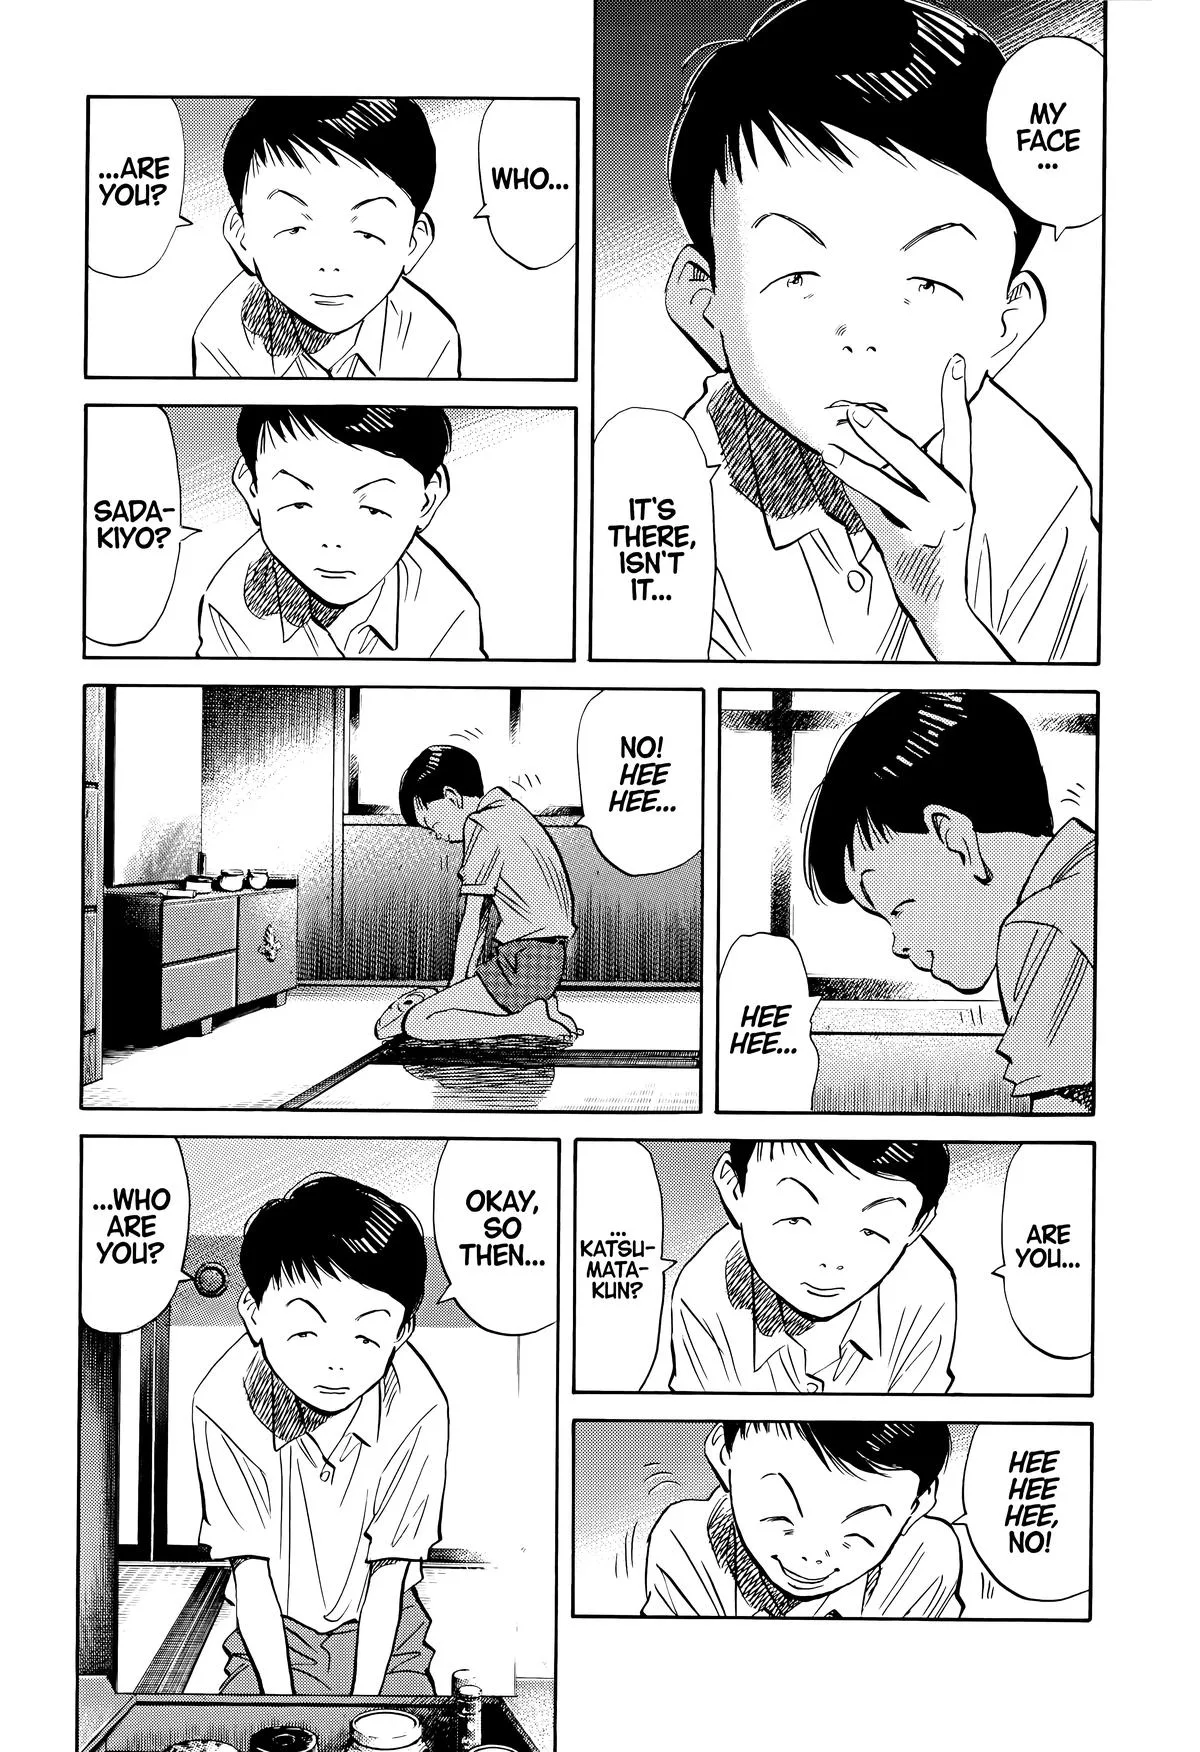 MY
FACE
...
IT'S
THERE,
ISN'T
IT...
WHO...
...ARE
YOU?
SADA-
KIYO?
HEE
HEE...
NO!
HEE
HEE...
ARE
YOU...
...
KATSU-
MATA-
KUN?
HEE
HEE
HEE,
NO!
OKAY,
SO
THEN...
...WHO
ARE
YOU?